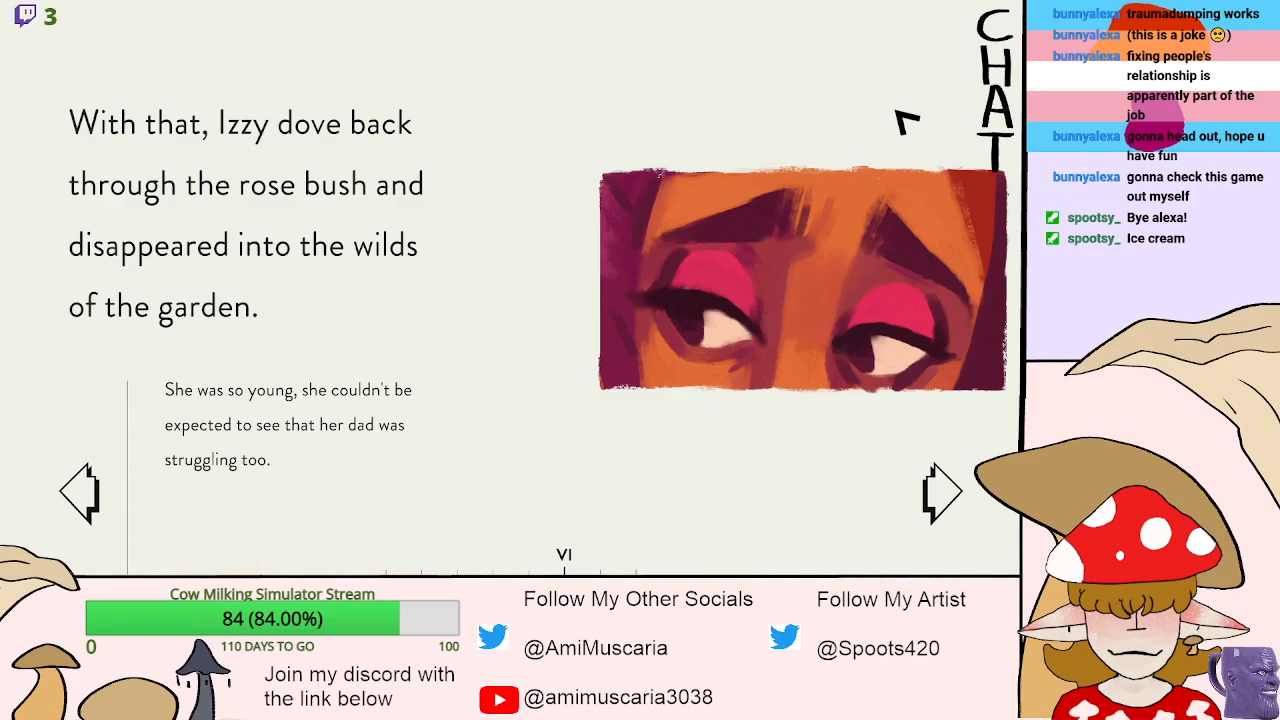 3
With that, Izzy dove back
through the rose bush and
disappeared into the wilds
of the garden.
She was so young, she couldn't be
expected to see that her dad was
struggling too.
VI
CHAT
bunnyalexa traumadumping works
bunnyalexa (this is a joke 🥺)
bunnyalexa fixing people's
relationship is
apparently part of the
job
bunnyalexa gonna head out, hope u
have fun
bunnyalexa gonna check this game
out myself
spootsy_ Bye alexa!
spootsy_ Ice cream
Cow Milking Simulator Stream
84 (84.00%)
0 110 DAYS TO GO 100
Join my discord with
the link below
Follow My Other Socials
@AmiMuscaria
@amimuscaria3038
Follow My Artist
@Spoots420